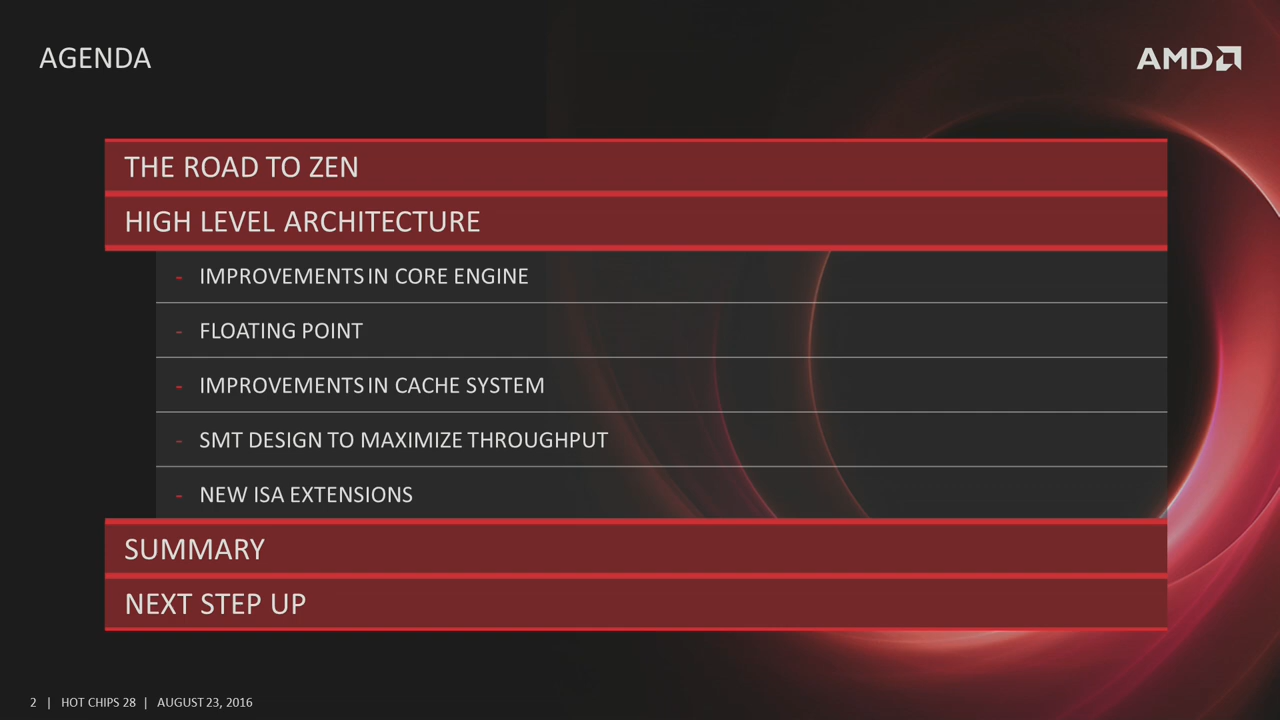 AGENDA
AMD
THE ROAD TO ZEN
HIGH LEVEL ARCHITECTURE
- IMPROVEMENTS IN CORE ENGINE
- FLOATING POINT
- IMPROVEMENTS IN CACHE SYSTEM
- SMT DESIGN TO MAXIMIZE THROUGHPUT
- NEW ISA EXTENSIONS
SUMMARY
NEXT STEP UP
2 | HOT CHIPS 28 | AUGUST 23, 2016